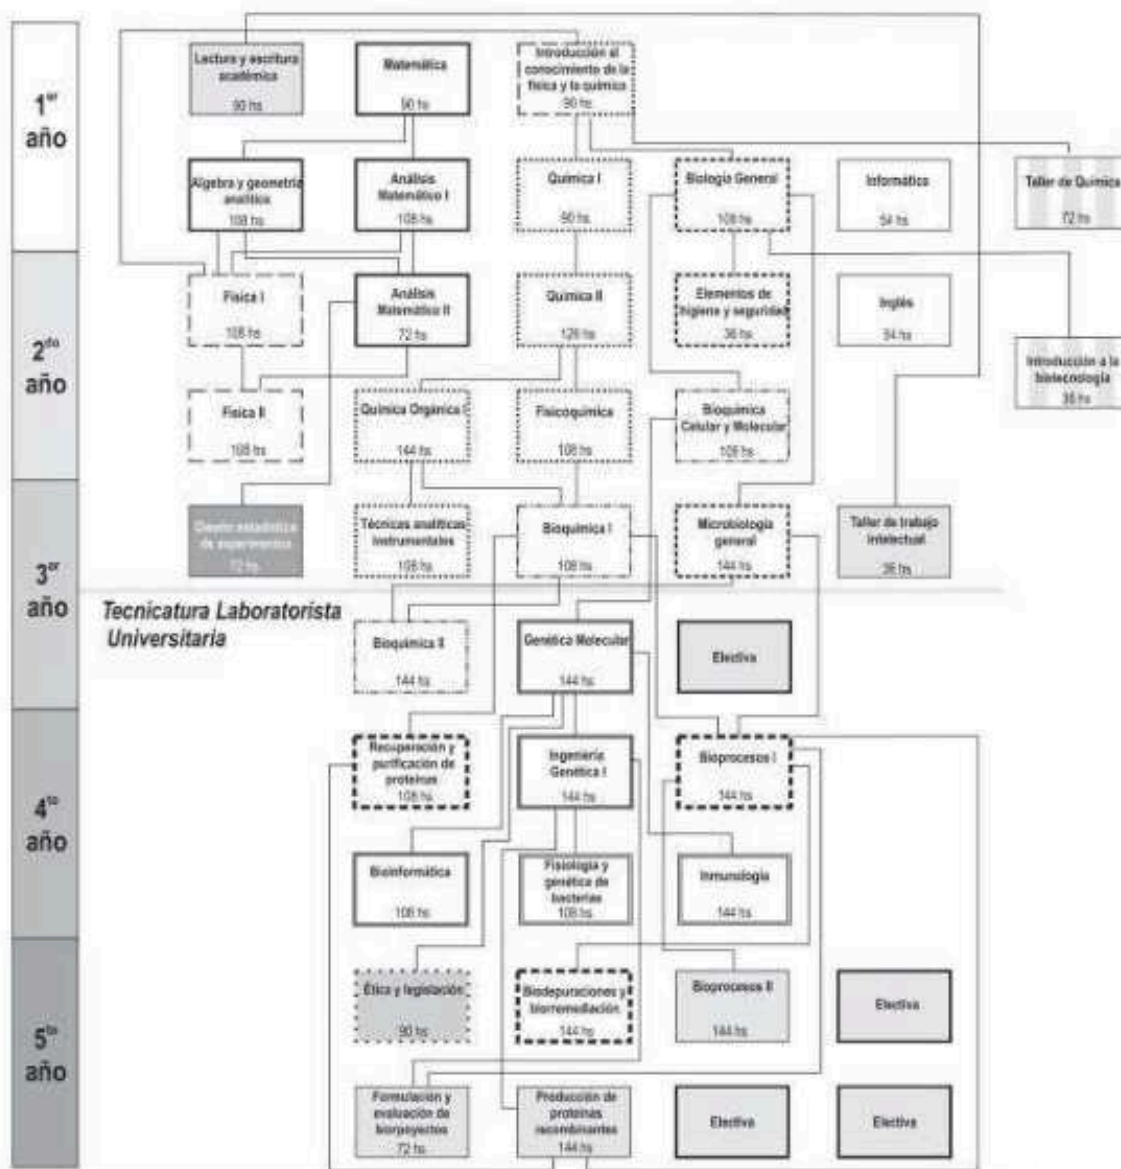 1er
año
Lectura y escritura
académica
90 hs
Matemática
90 hs
Introducción al
conocimiento de la
física y la química
90 hs
Algebra y geometría
analítica
108 hs
Análisis
Matemático I
108 hs
Química I
90 hs
Biología General
108 hs
Informática
54 hs
Taller de Química
72 hs
2do
año
Física I
108 hs
Análisis
Matemático II
72 hs
Química II
126 hs
Elementos de
higiene y seguridad
36 hs
Inglés
54 hs
Introducción a la
biotecnología
36 hs
Física II
108 hs
Química Orgánica I
144 hs
Fisicoquímica
108 hs
Bioquímica
Celular y Molecular
108 hs
3er
año
Diseño estadístico
de experimentos
72 hs
Técnicas analíticas
instrumentales
108 hs
Bioquímica I
108 hs
Microbiología
general
144 hs
Taller de trabajo
intelectual
36 hs
Tecnicatura Laboratorista
Universitaria
Bioquímica II
144 hs
Genética Molecular
144 hs
Electiva
4to
año
Recuperación y
purificación de
proteínas
108 hs
Ingeniería
Genética I
144 hs
Bioprocesos I
144 hs
Bioinformática
108 hs
Fisiología y
genética de
bacterias
108 hs
Inmunología
144 hs
5to
año
Ética y legislación
90 hs
Biodepuraciones y
biorremediación
144 hs
Bioprocesos II
144 hs
Electiva
Formulación y
evaluación de
biorpoyectos
72 hs
Producción de
proteínas
recombinantes
144 hs
Electiva
Electiva